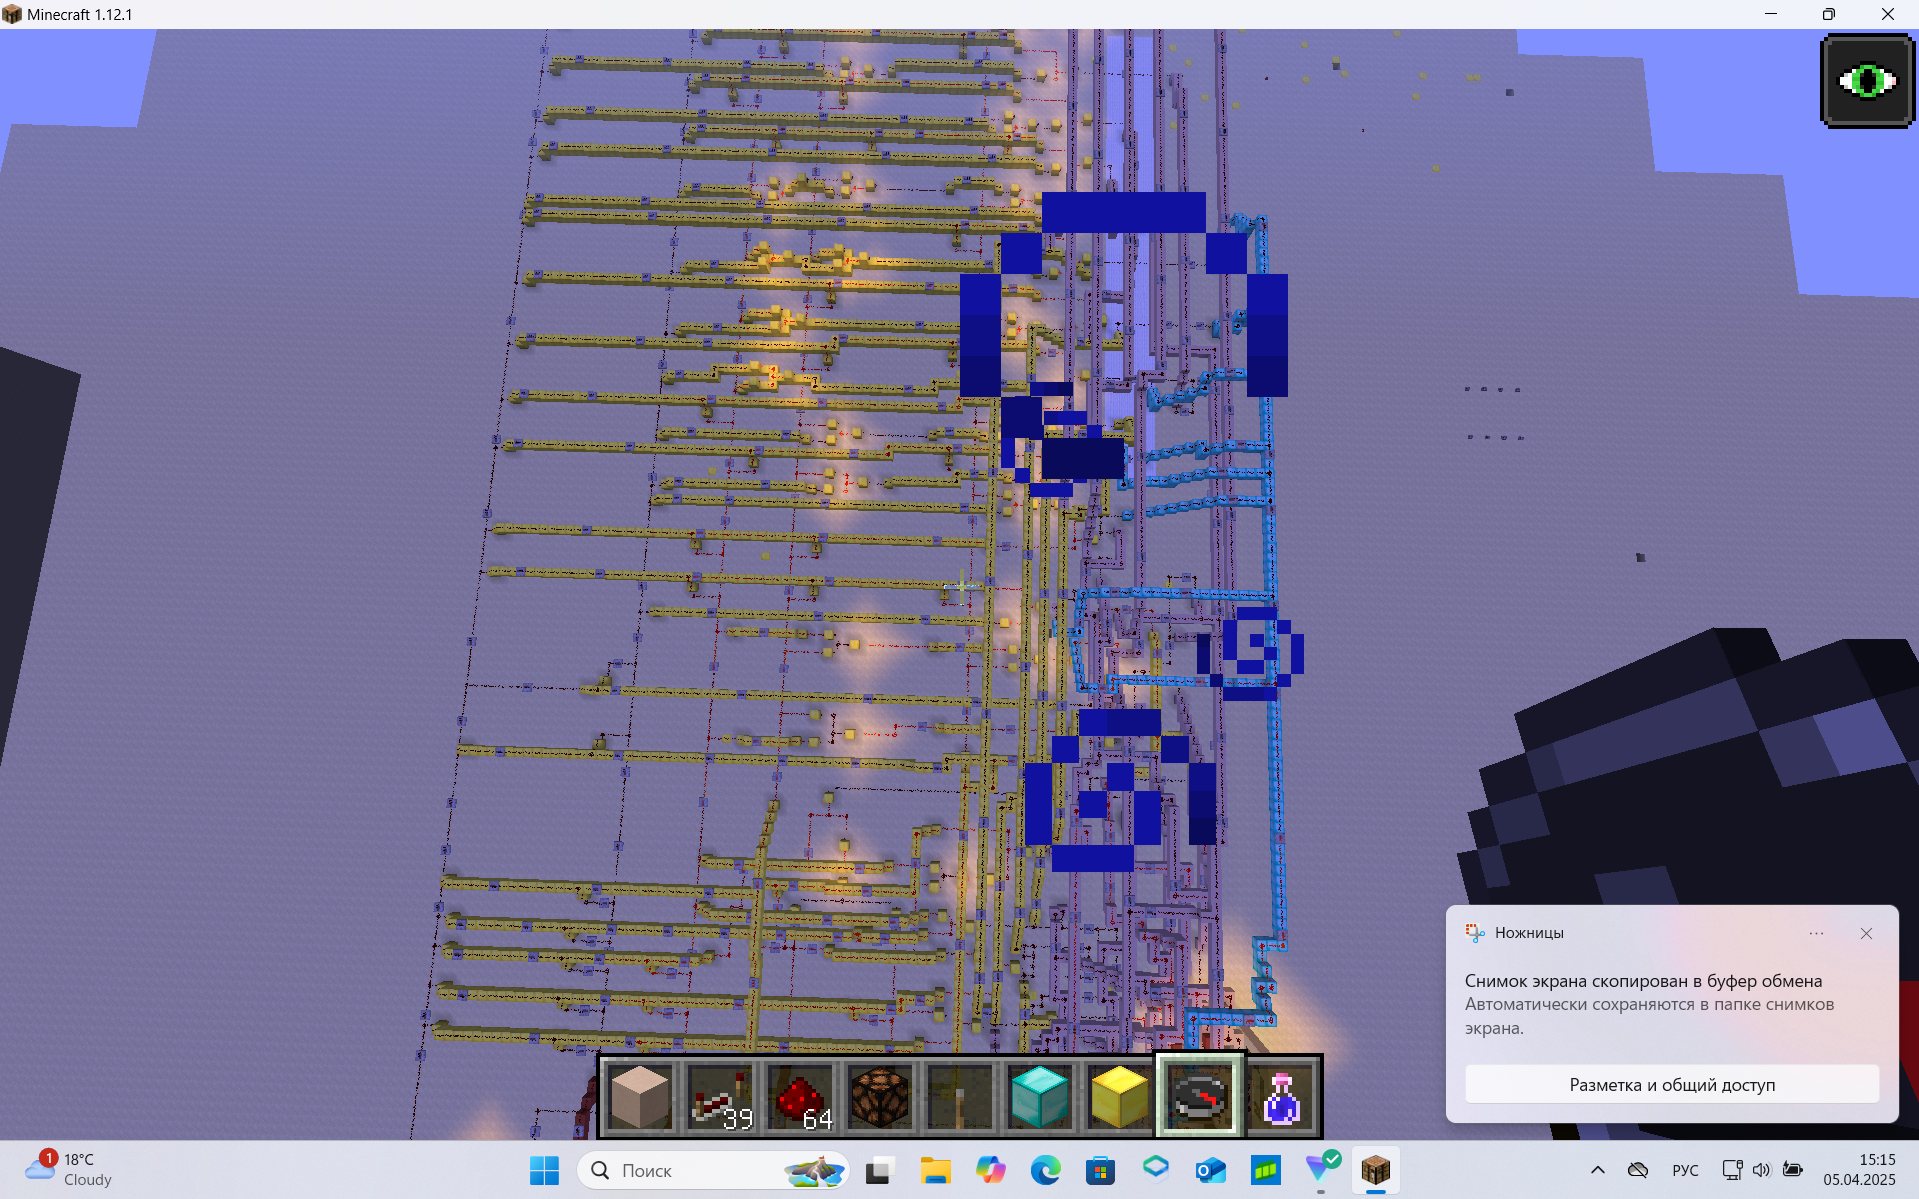 Minecraft 1.12.1
39
64
Ножницы
Снимок экрана скопирован в буфер обмена
Автоматически сохраняются в папке снимков
экрана.
Разметка и общий доступ
1
18°C
Cloudy
Поиск
РУС
15:15
05.04.2025